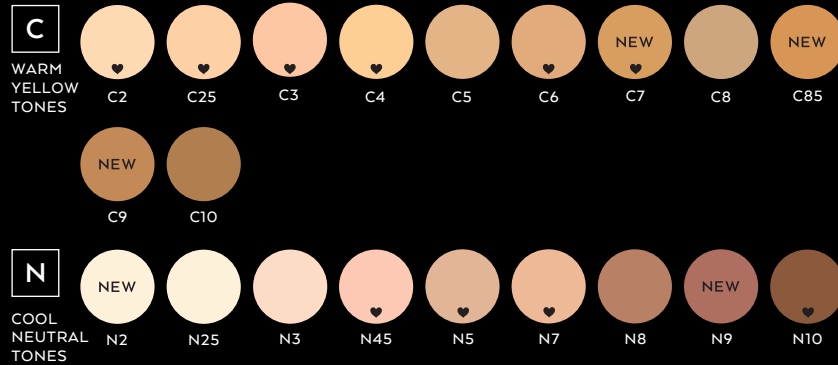 C
WARM
YELLOW
TONES
NEW NEW
C2 C25 C3 C4 C5 C6 C7 C8 C85
NEW
C9 C10
N
COOL
NEUTRAL
TONES
NEW NEW
N2 N25 N3 N45 N5 N7 N8 N9 N10